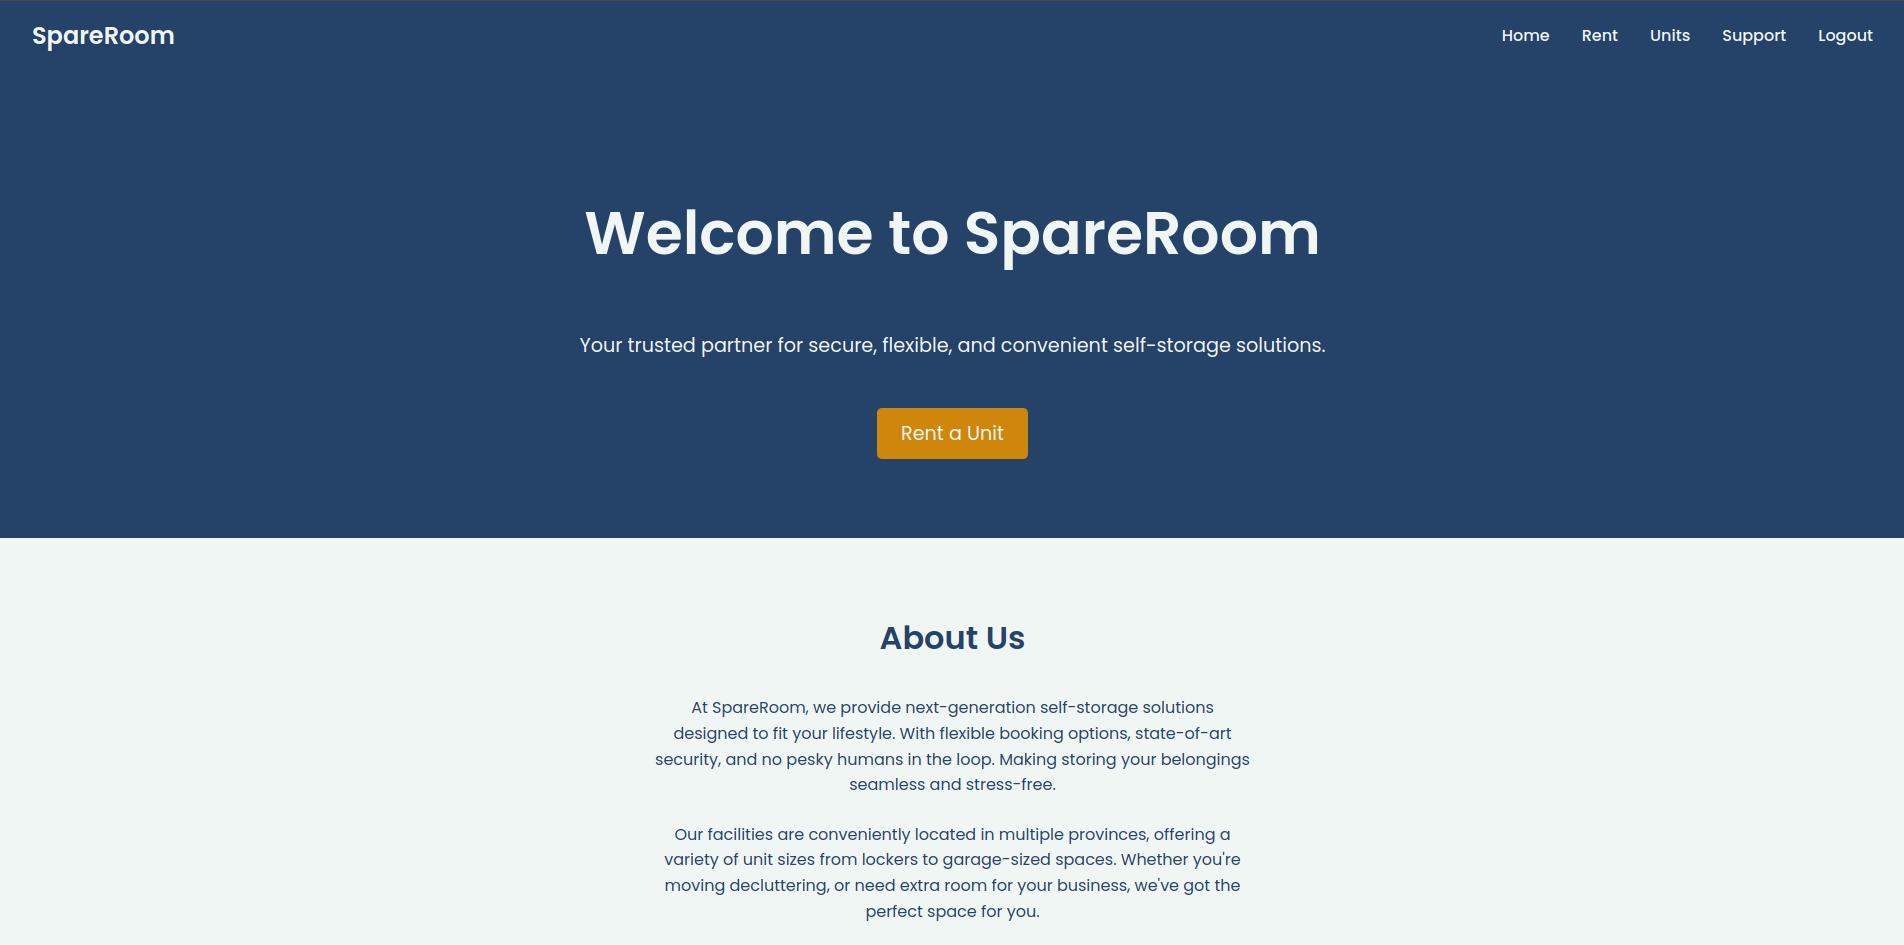 SpareRoom
Home Rent Units Support Logout
Welcome to SpareRoom
Your trusted partner for secure, flexible, and convenient self-storage solutions.
Rent a Unit
About Us
At SpareRoom, we provide next-generation self-storage solutions
designed to fit your lifestyle. With flexible booking options, state-of-art
security, and no pesky humans in the loop. Making storing your belongings
seamless and stress-free.
Our facilities are conveniently located in multiple provinces, offering a
variety of unit sizes from lockers to garage-sized spaces. Whether you're
moving decluttering, or need extra room for your business, we've got the
perfect space for you.